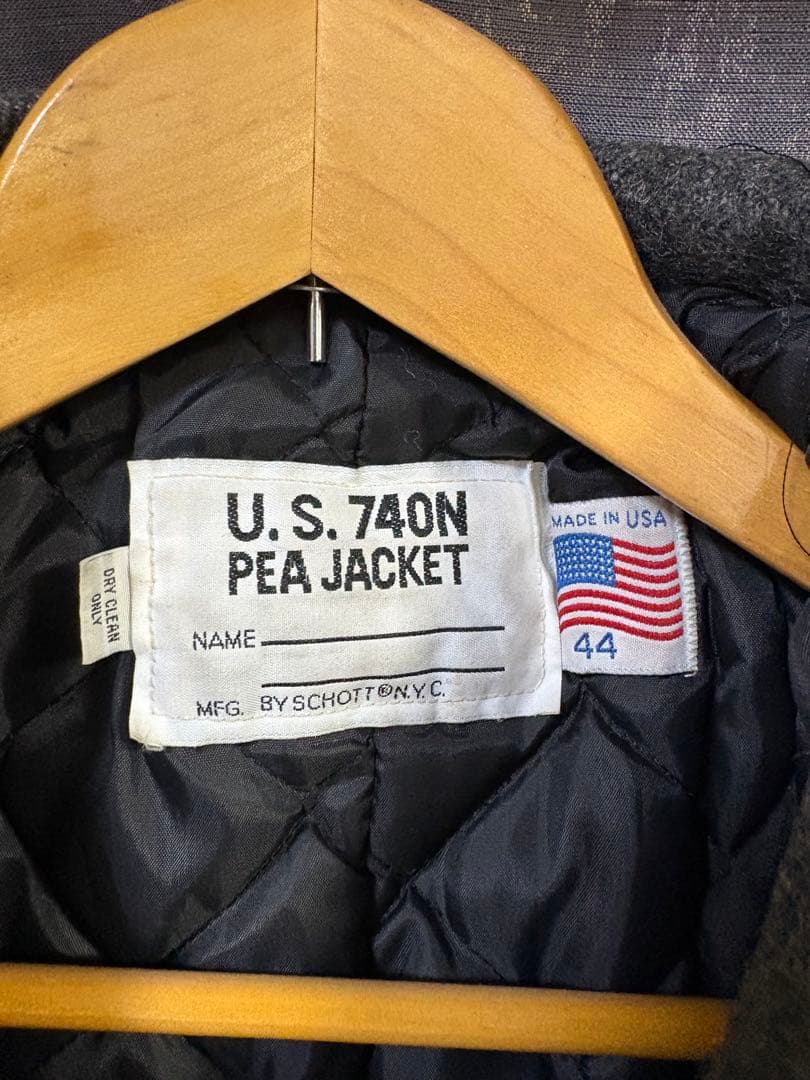 U. S. 740N
PEA JACKET
NAME
MFG. BY SCHOTT® N.Y.C.
DRY CLEAN
ONLY
MADE IN USA
44